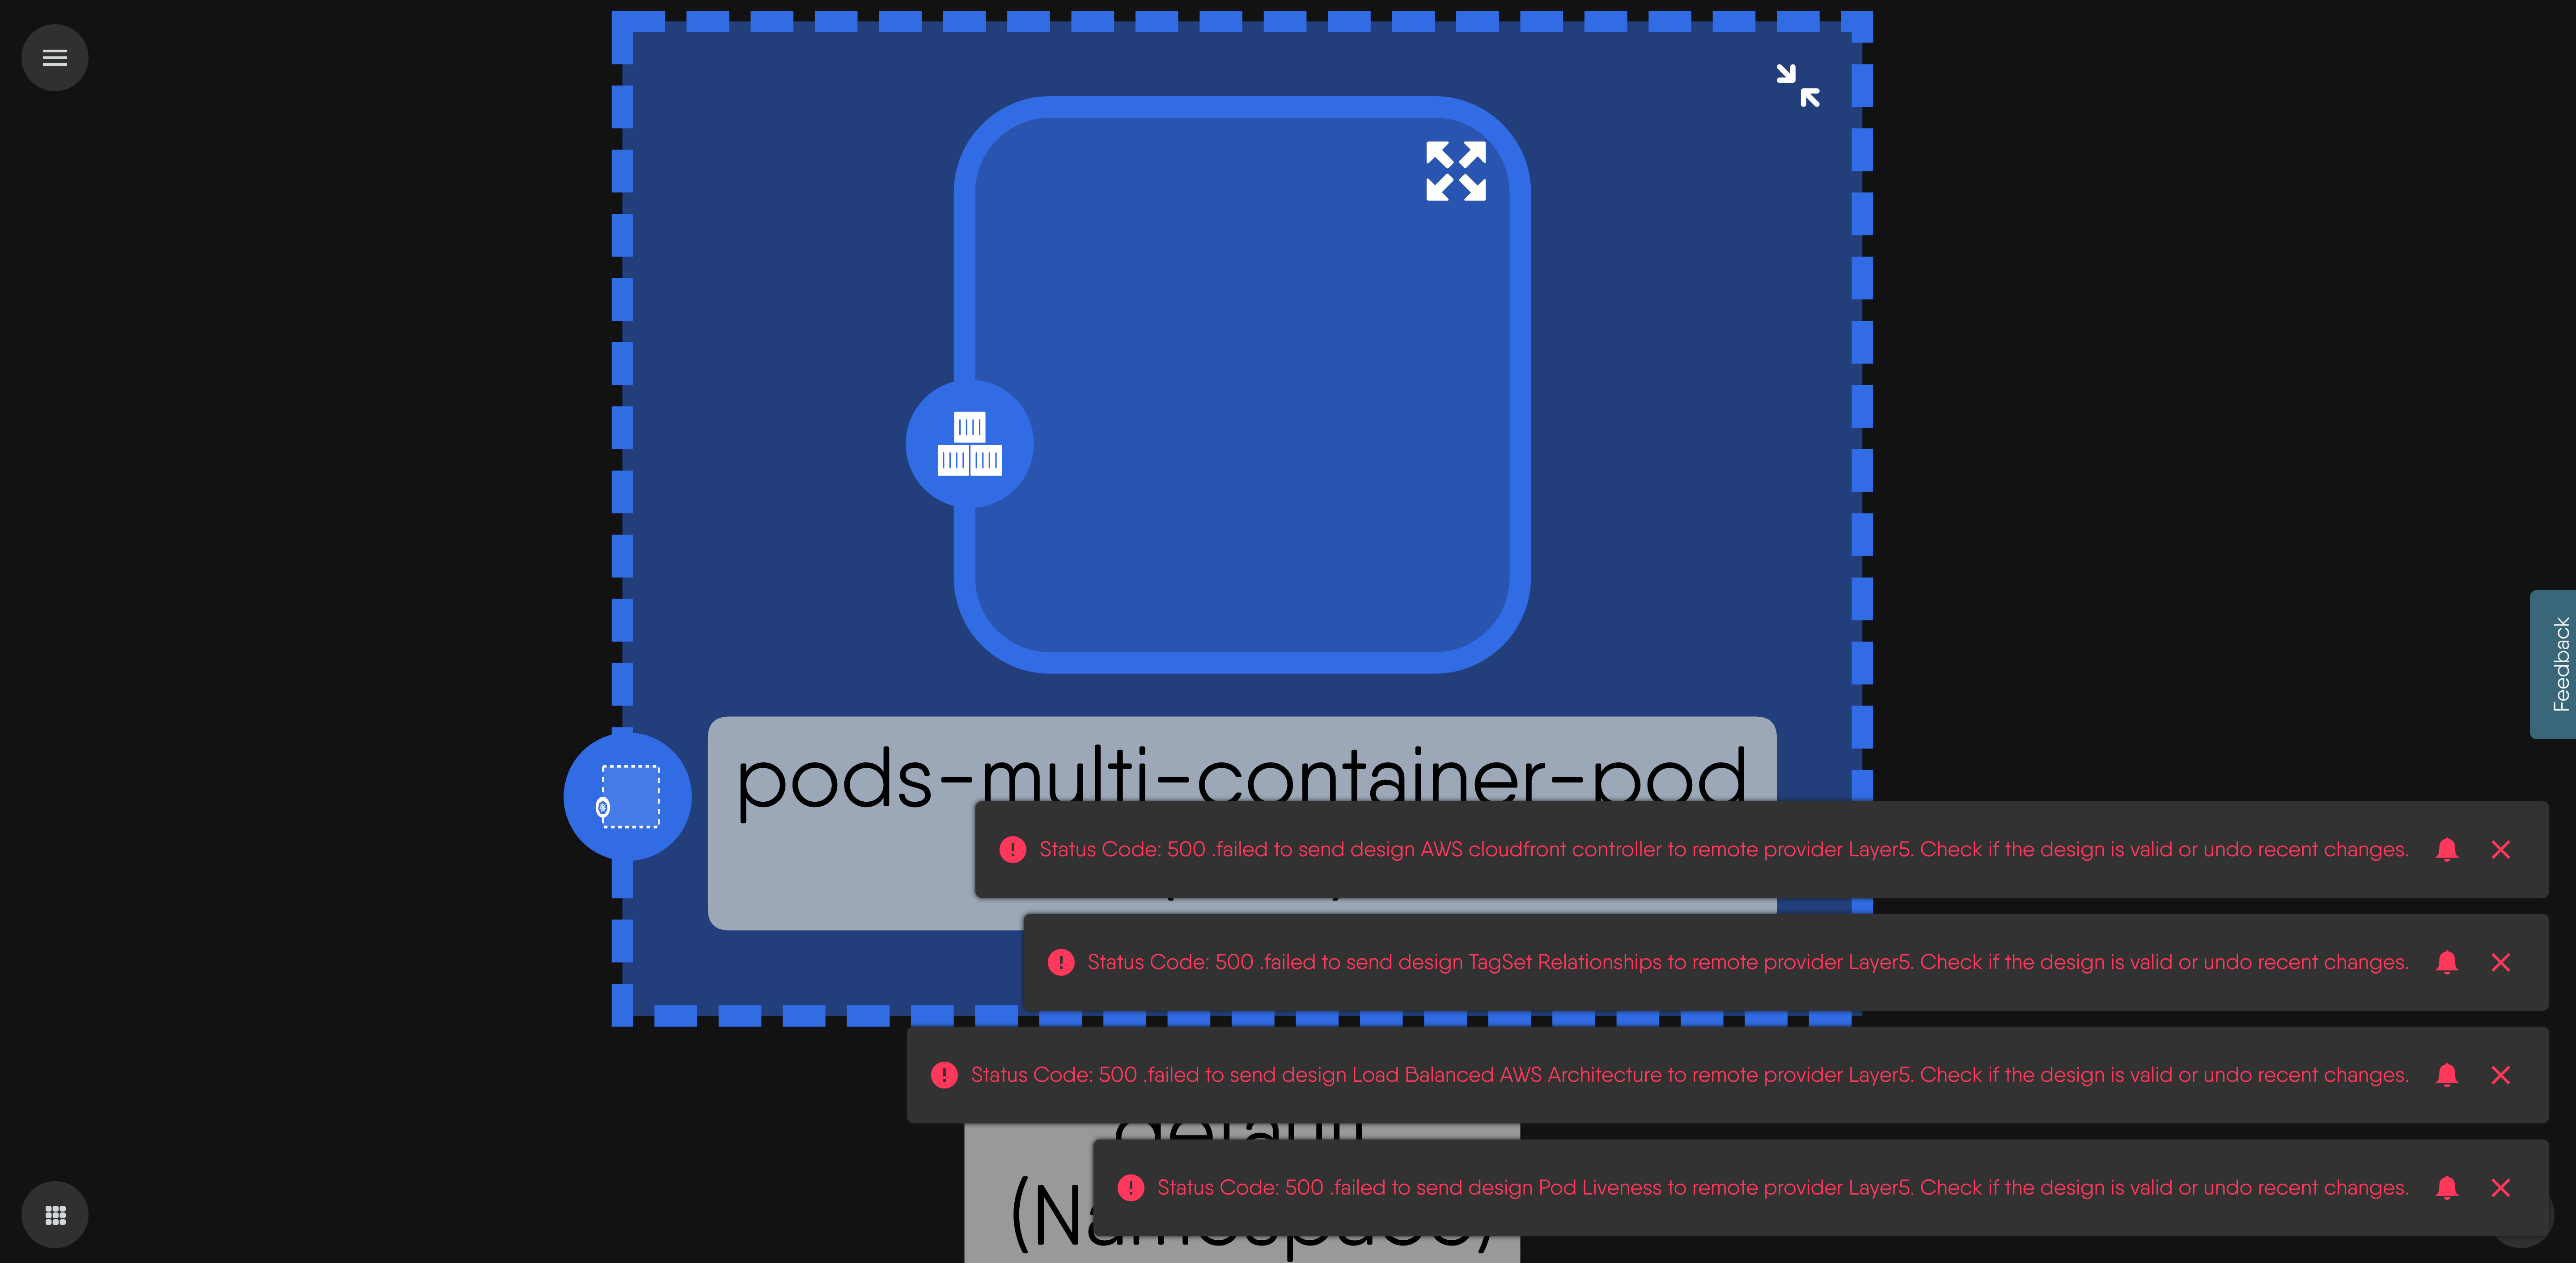 pods-multi-container-pod
Status Code: 500 .failed to send design AWS cloudfront controller to remote provider Layer5. Check if the design is valid or undo recent changes.
Status Code: 500 .failed to send design TagSet Relationships to remote provider Layer5. Check if the design is valid or undo recent changes.
Status Code: 500 .failed to send design Load Balanced AWS Architecture to remote provider Layer5. Check if the design is valid or undo recent changes.
default
Status Code: 500 .failed to send design Pod Liveness to remote provider Layer5. Check if the design is valid or undo recent changes.
(Namespace)
Feedback